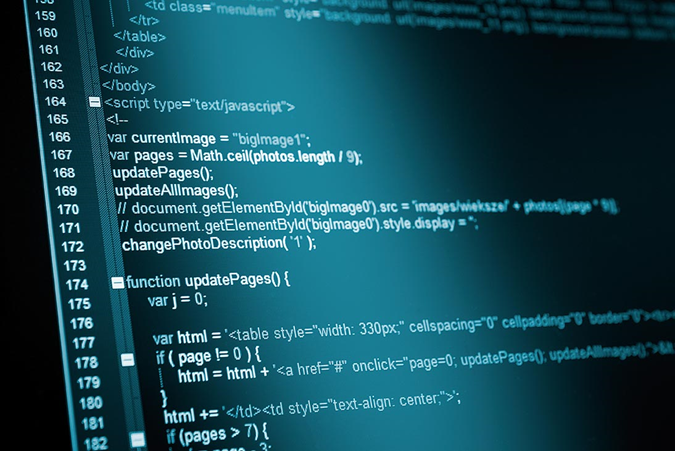 159 <td class="menuItem" style="background
</tr>
160 </table>
161 </div>
162 </div>
163 </body>
164 <script type="text/javascript">
165 <!--
166 var currentImage = "bigImage1";
167 var pages = Math.ceil(photos.length / 9);
168 updatePages();
169 updateAllImages();
170 // document.getElementById('bigImage0').src = 'images/wieksze/' + photos[(page * 9)];
171 // document.getElementById('bigImage0').style.display = '';
172 changePhotoDescription( '1' );
173
174 function updatePages() {
175 var j = 0;
176
177 var html = '<table style="width: 330px;" cellspacing="0" cellpadding="0" border="0"><tr>
178 if ( page != 0 ) {
179 html = html + '<a href="#" onclick="page=0; updatePages(); updateAllImages();">
180 }
181 html += '</td><td style="text-align: center;">';
182 if (pages > 7) {